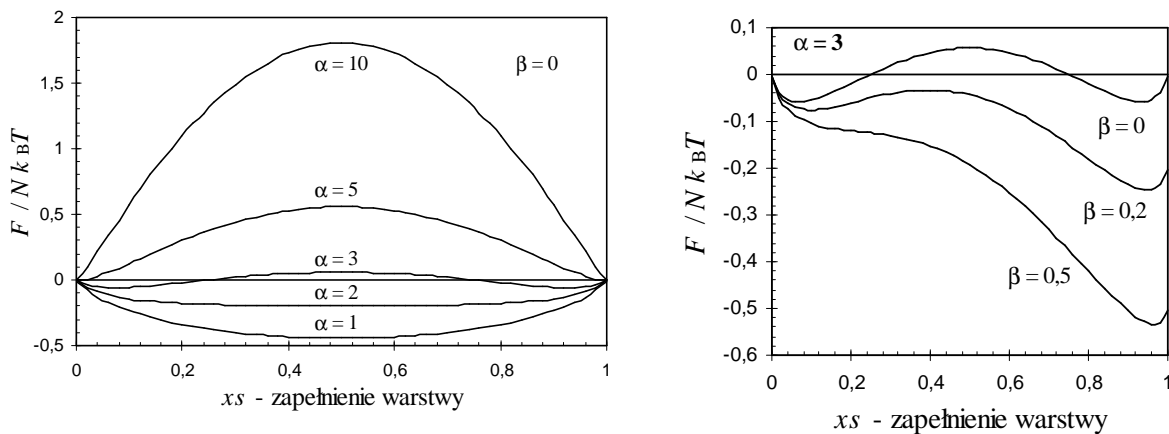 2
1,5
1
0,5
0
-0,5
F / N k B T
α = 10
β = 0
α = 5
α = 3
α = 2
α = 1
0 0,2 0,4 0,6 0,8 1
xs - zapełnienie warstwy
0,1
0
-0,1
-0,2
-0,3
-0,4
-0,5
-0,6
F / N k B T
α = 3
β = 0
β = 0,2
β = 0,5
0 0,2 0,4 0,6 0,8 1
xs - zapełnienie warstwy